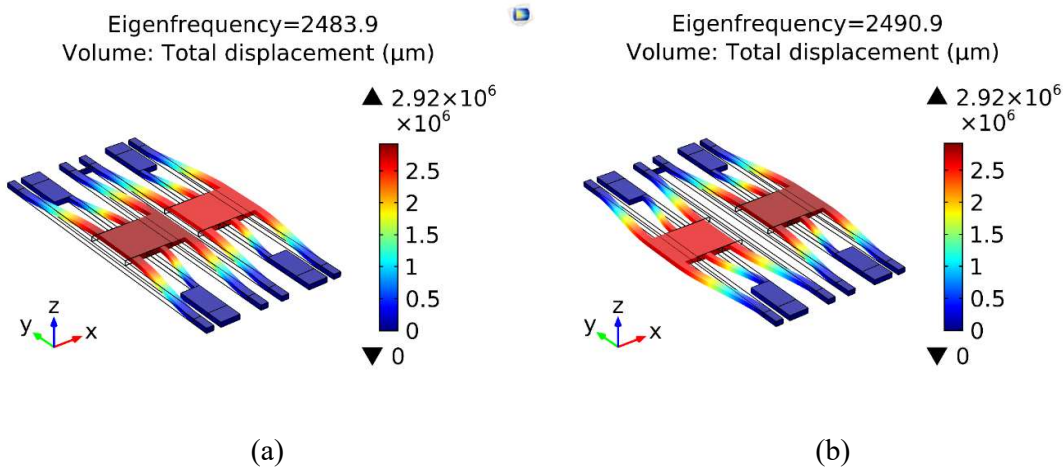 Eigenfrequency=2483.9
Volume: Total displacement (µm)
▲ 2.92×10⁶
×10⁶
2.5
2
1.5
1
0.5
0
▼ 0
z
y
x
(a)
Eigenfrequency=2490.9
Volume: Total displacement (µm)
▲ 2.92×10⁶
×10⁶
2.5
2
1.5
1
0.5
0
▼ 0
z
y
x
(b)